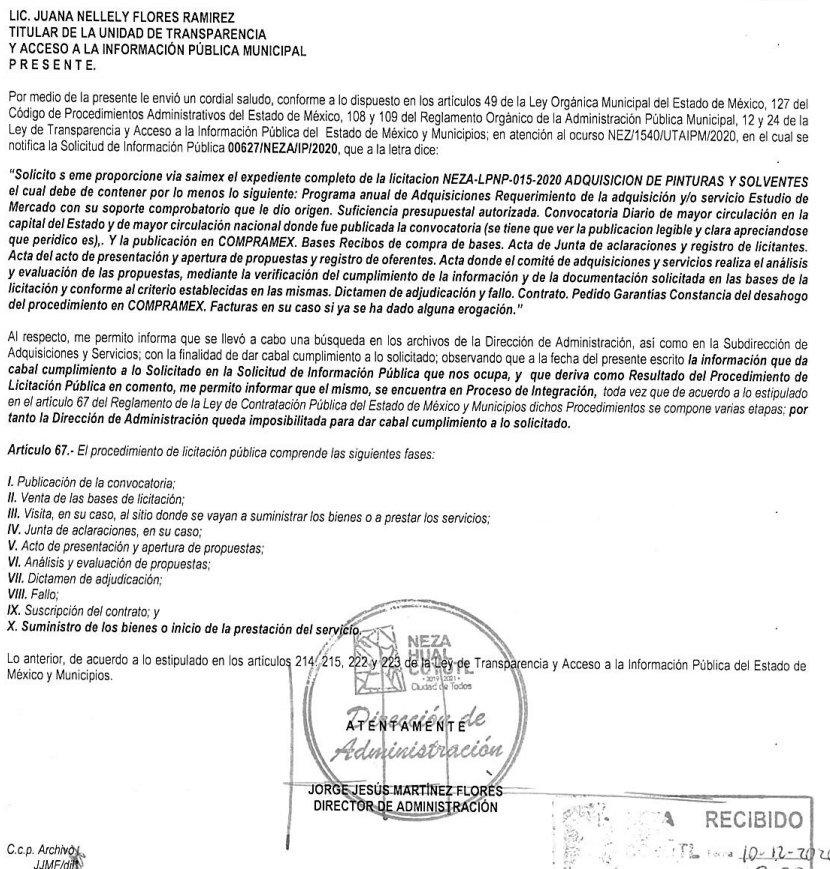 LIC. JUANA NELLELY FLORES RAMIREZ
TITULAR DE LA UNIDAD DE TRANSPARENCIA
Y ACCESO A LA INFORMACIÓN PÚBLICA MUNICIPAL
P R E S E N T E.
Por medio de la presente le envió un cordial saludo, conforme a lo dispuesto en los artículos 49 de la Ley Orgánica Municipal del Estado de México, 127 del
Código de Procedimientos Administrativos del Estado de México, 108 y 109 del Reglamento Orgánico de la Administración Pública Municipal, 12 y 24 de la
Ley de Transparencia y Acceso a la Información Pública del Estado de México y Municipios; en atención al ocurso NEZ/1540/UTAIPM/2020, en el cual se
notifica la Solicitud de Información Pública 00627/NEZA/IP/2020, que a la letra dice:
"Solicito s eme proporcione via saimex el expediente completo de la licitacion NEZA-LPNP-015-2020 ADQUISICION DE PINTURAS Y SOLVENTES
el cual debe de contener por lo menos lo siguiente: Programa anual de Adquisiciones Requerimiento de la adquisición y/o servicio Estudio de
Mercado con su soporte comprobatorio que le dio origen. Suficiencia presupuestal autorizada. Convocatoria Diario de mayor circulación en la
capital del Estado y de mayor circulación nacional donde fue publicada la convocatoria (se tiene que ver la publicacion legible y clara apreciandose
que peridico es),. Y la publicación en COMPRAMEX. Bases Recibos de compra de bases. Acta de Junta de aclaraciones y registro de licitantes.
Acta del acto de presentación y apertura de propuestas y registro de oferentes. Acta donde el comité de adquisiciones y servicios realiza el análisis
y evaluación de las propuestas, mediante la verificación del cumplimiento de la información y de la documentación solicitada en las bases de la
licitación y conforme al criterio establecidas en las mismas. Dictamen de adjudicación y fallo. Contrato. Pedido Garantías Constancia del desahogo
del procedimiento en COMPRAMEX. Facturas en su caso si ya se ha dado alguna erogación."
Al respecto, me permito informa que se llevó a cabo una búsqueda en los archivos de la Dirección de Administración, así como en la Subdirección de
Adquisiciones y Servicios; con la finalidad de dar cabal cumplimiento a lo solicitado; observando que a la fecha del presente escrito la información que da
cabal cumplimiento a lo Solicitado en la Solicitud de Información Pública que nos ocupa, y que deriva como Resultado del Procedimiento de
Licitación Pública en comento, me permito informar que el mismo, se encuentra en Proceso de Integración, toda vez que de acuerdo a lo estipulado
en el artículo 67 del Reglamento de la Ley de Contratación Pública del Estado de México y Municipios dichos Procedimientos se compone varias etapas; por
tanto la Dirección de Administración queda imposibilitada para dar cabal cumplimiento a lo solicitado.
Artículo 67.- El procedimiento de licitación pública comprende las siguientes fases:
I. Publicación de la convocatoria;
II. Venta de las bases de licitación;
III. Visita, en su caso, al sitio donde se vayan a suministrar los bienes o a prestar los servicios;
IV. Junta de aclaraciones, en su caso;
V. Acto de presentación y apertura de propuestas;
VI. Análisis y evaluación de propuestas;
VII. Dictamen de adjudicación;
VIII. Fallo;
IX. Suscripción del contrato; y
X. Suministro de los bienes o inicio de la prestación del servicio.
NEZA
HUAL
CÓYOTL
2019 - 2021
Ciudad de Todos
Lo anterior, de acuerdo a lo estipulado en los artículos 214, 215, 222 y 223 de la Ley de Transparencia y Acceso a la Información Pública del Estado de
México y Municipios.
Dirección de
A T E N T A M E N T E
Administración
JORGE JESÚS MARTÍNEZ FLORES
DIRECTOR DE ADMINISTRACIÓN
RECIBIDO
10-12-2020
C.c.p. Archivo
JJMF/